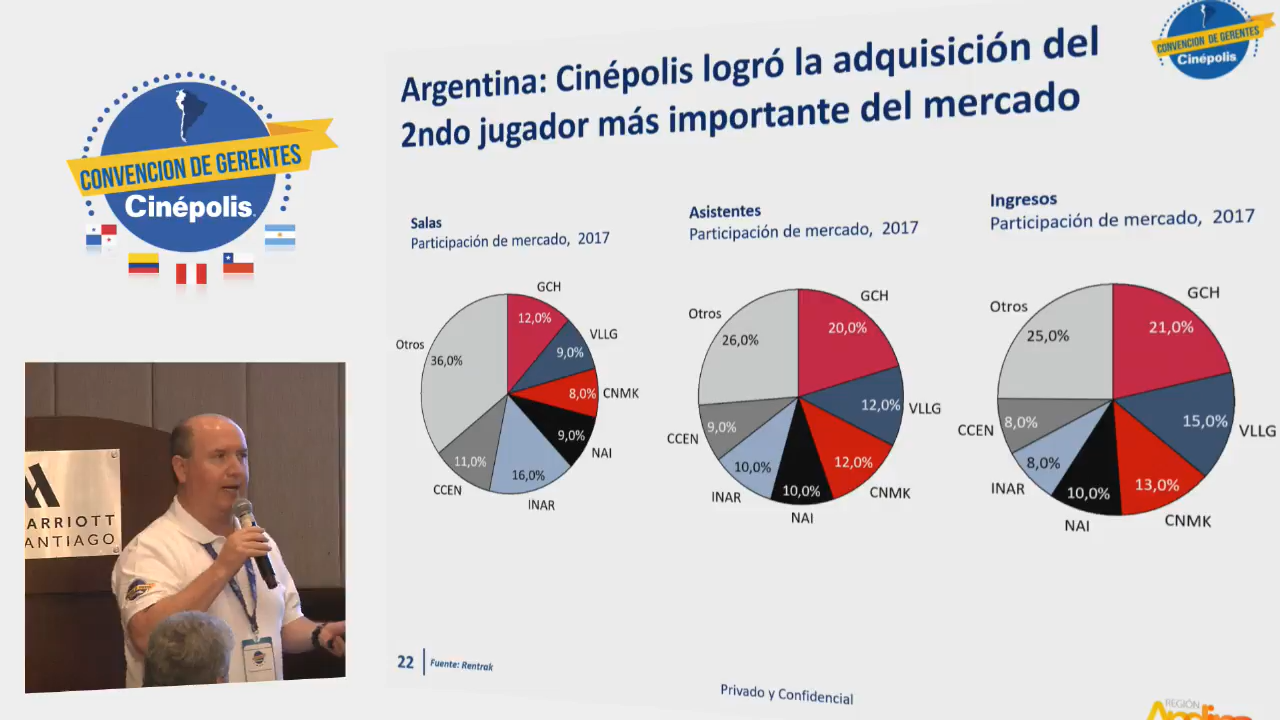 CONVENCION DE GERENTES
Cinépolis
ARRIOTT
ANTIAGO
Argentina: Cinépolis logró la adquisición del
2ndo jugador más importante del mercado
CONVENCION DE GERENTES
Cinépolis
Salas
Participación de mercado, 2017
GCH
12,0%
VLLG
9,0%
CNMK
8,0%
NAI
9,0%
INAR
16,0%
CCEN
11,0%
Otros
36,0%
Asistentes
Participación de mercado, 2017
GCH
20,0%
VLLG
12,0%
CNMK
12,0%
NAI
10,0%
INAR
10,0%
CCEN
9,0%
Otros
26,0%
Ingresos
Participación de mercado, 2017
GCH
21,0%
VLLG
15,0%
CNMK
13,0%
NAI
10,0%
INAR
8,0%
CCEN
8,0%
Otros
25,0%
22
Fuente: Rentrak
Privado y Confidencial
REGIÓN